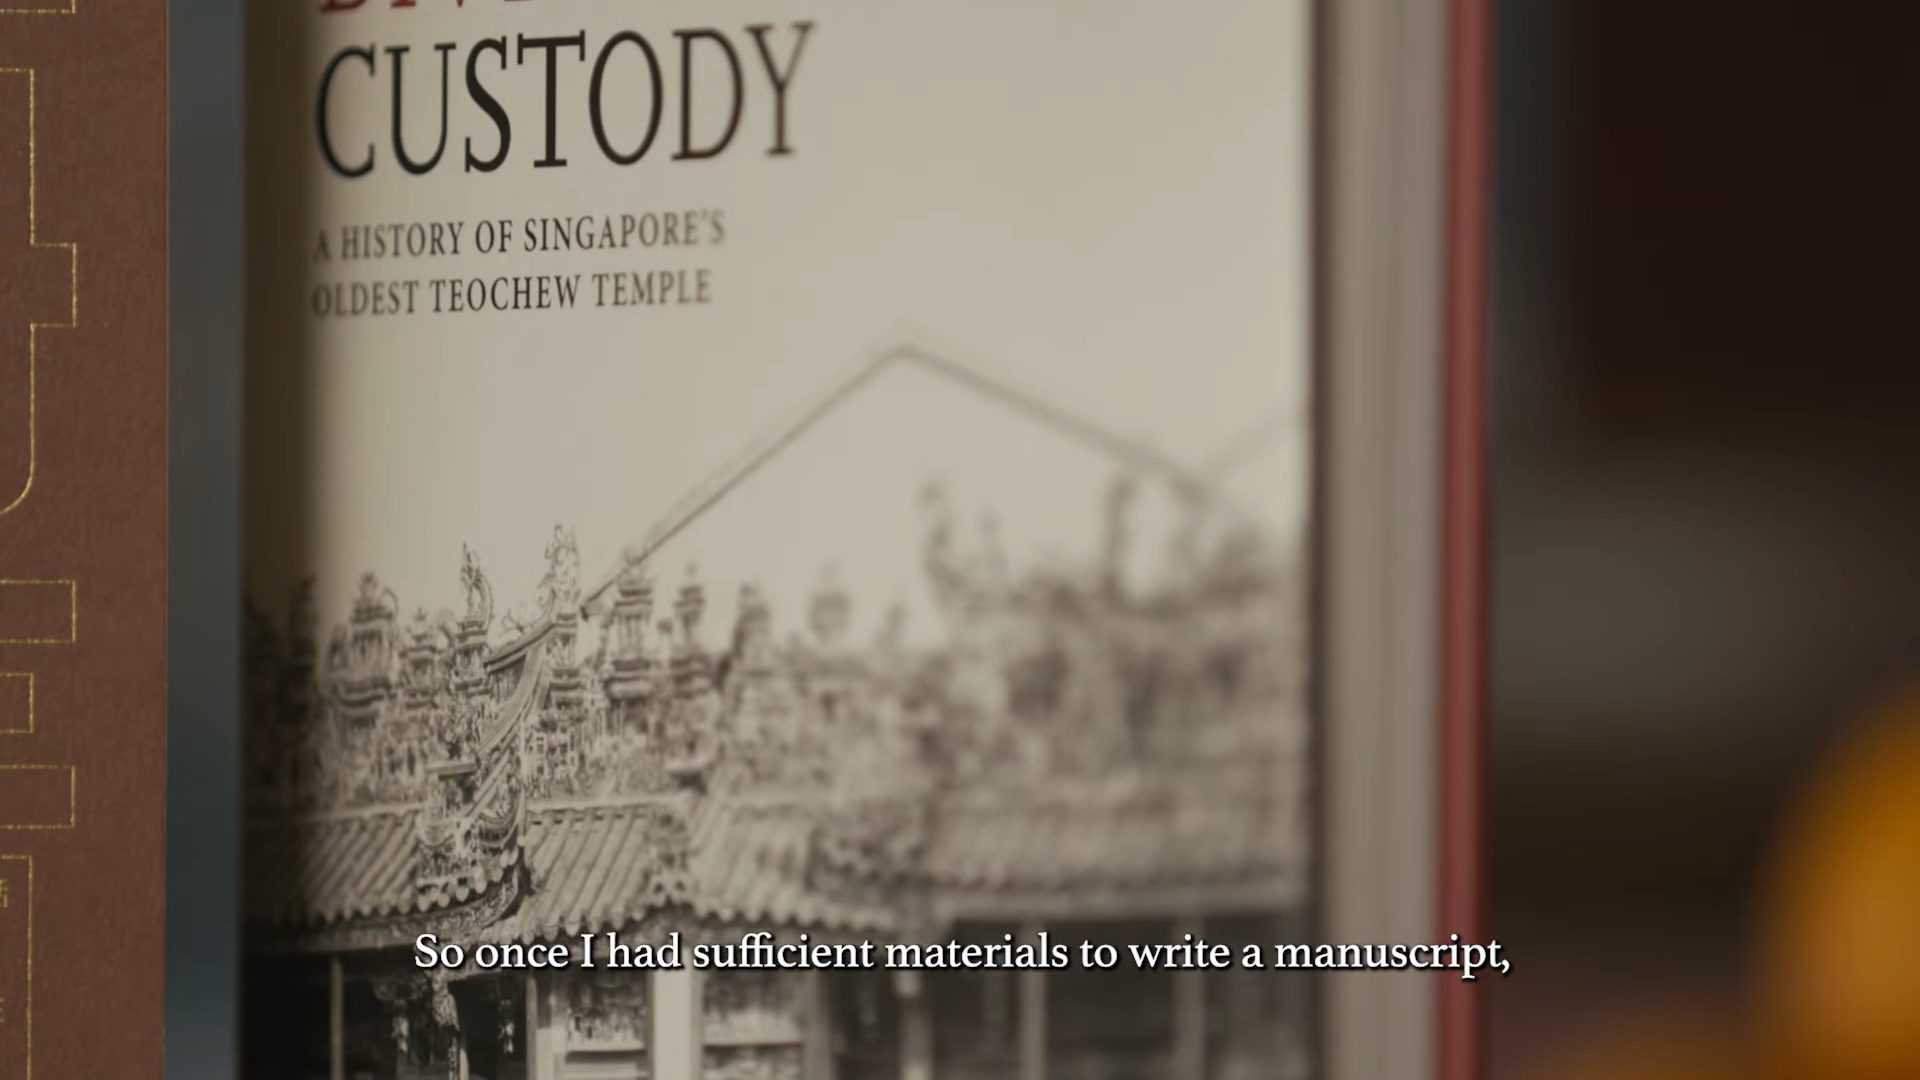 CUSTODY
A HISTORY OF SINGAPORE'S
OLDEST TEOCHEW TEMPLE
So once I had sufficient materials to write a manuscript,